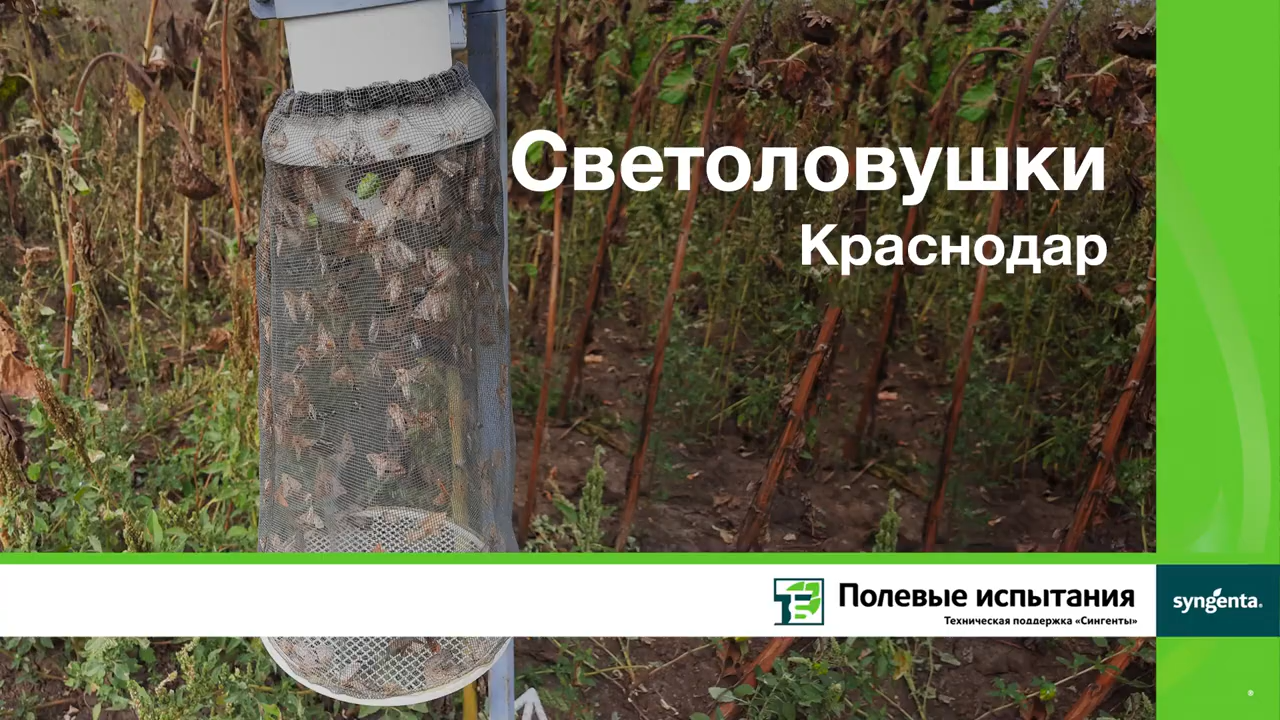 Светоловушки
Краснодар
Полевые испытания
Техническая поддержка «Сингенты»
syngenta®
®